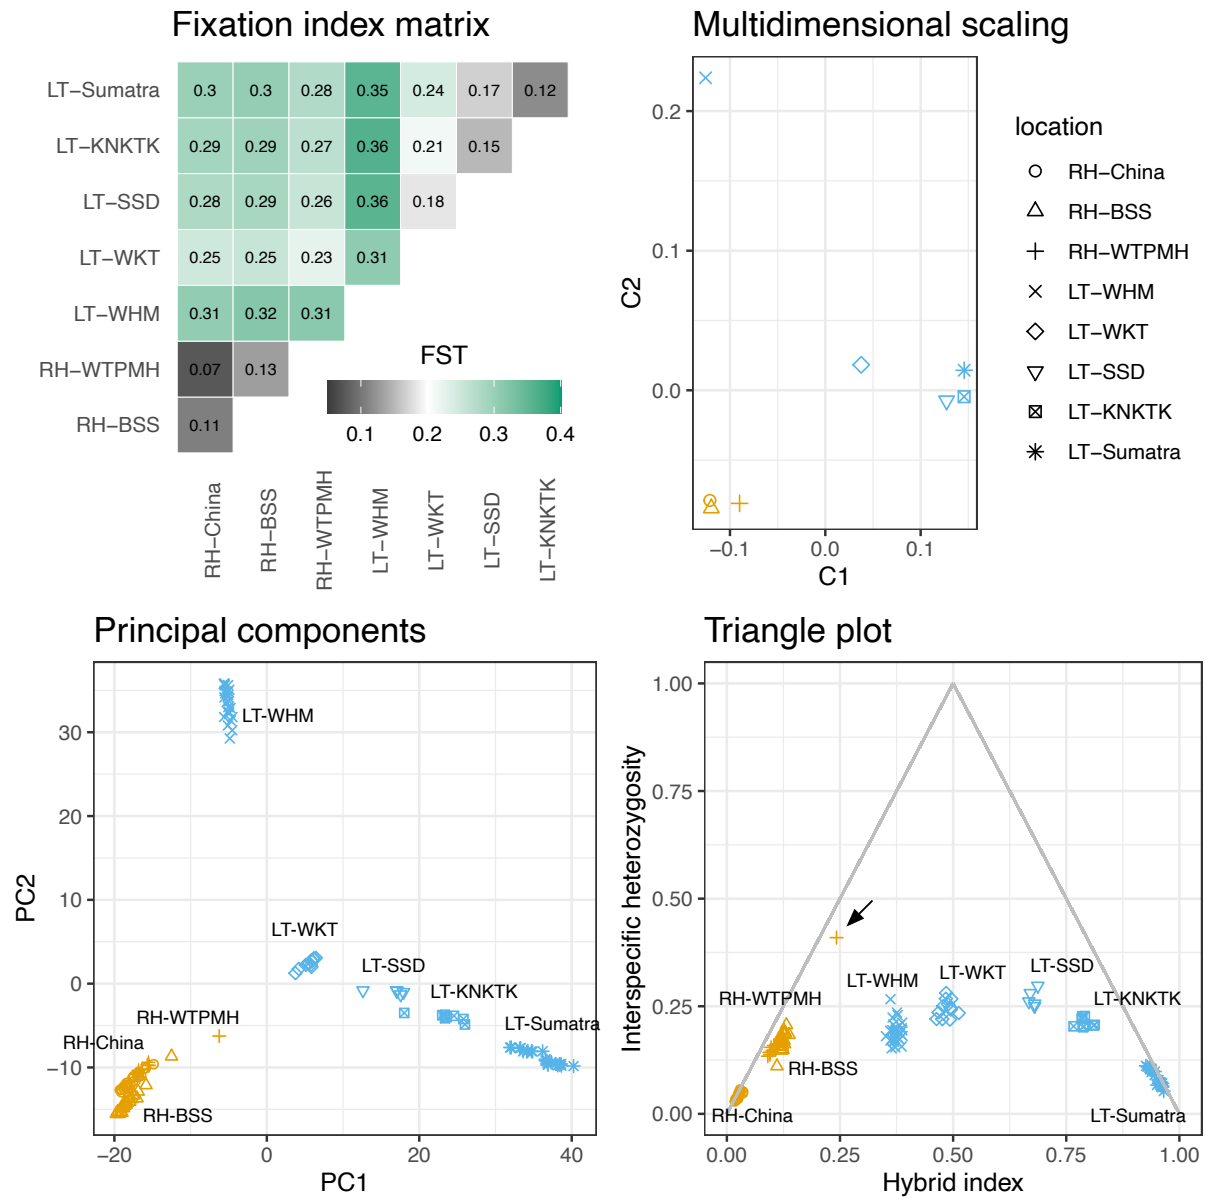 Fixation index matrix
LT−Sumatra 0.3 0.3 0.28 0.35 0.24 0.17 0.12
LT−KNKTK 0.29 0.29 0.27 0.36 0.21 0.15
LT−SSD 0.28 0.29 0.26 0.36 0.18
LT−WKT 0.25 0.25 0.23 0.31
LT−WHM 0.31 0.32 0.31
RH−WTPMH 0.07 0.13
RH−BSS 0.11
FST
0.1 0.2 0.3 0.4
RH−China RH−BSS RH−WTPMH LT−WHM LT−WKT LT−SSD LT−KNKTK
Multidimensional scaling
C2
0.2
0.1
0.0
−0.1 0.0 0.1
C1
location
RH−China
RH−BSS
RH−WTPMH
LT−WHM
LT−WKT
LT−SSD
LT−KNKTK
LT−Sumatra
Principal components
PC2
30
20
10
0
−10
LT-WHM
LT-WKT
LT-SSD
LT-KNKTK
LT-Sumatra
RH-WTPMH
RH-China
RH-BSS
−20 0 20 40
PC1
Triangle plot
Interspecific heterozygosity
1.00
0.75
0.50
0.25
0.00
LT-SSD
LT-WKT
LT-WHM
RH-WTPMH
LT-KNKTK
RH-BSS
RH-China
LT-Sumatra
0.00 0.25 0.50 0.75 1.00
Hybrid index